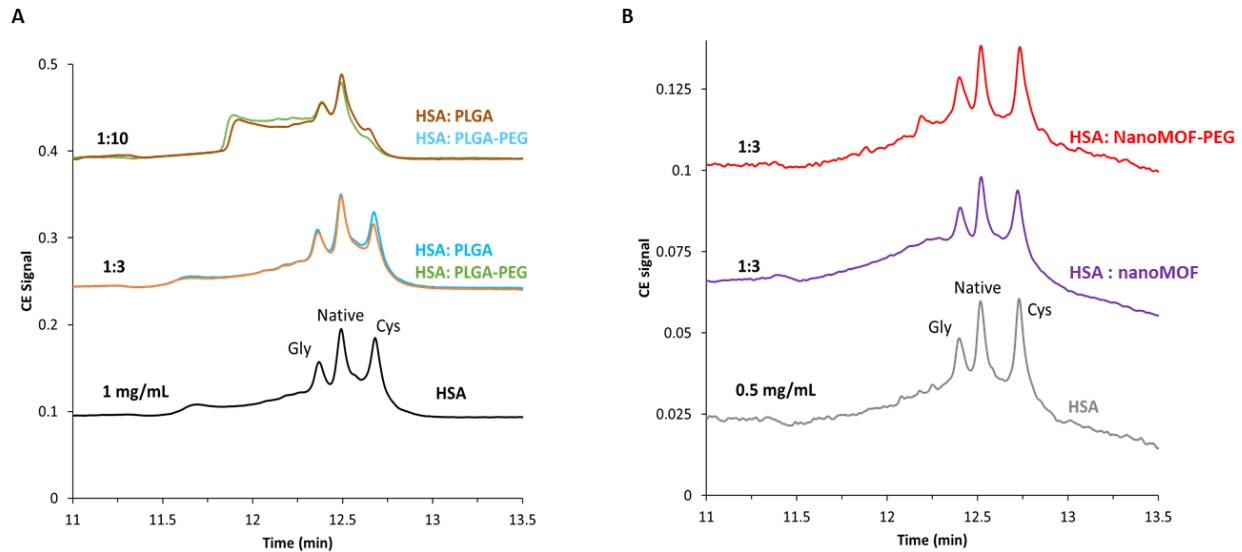 A
0.5
0.4
0.3
0.2
0.1
0
CE Signal
11
11.5
12
12.5
13
13.5
Time (min)
1:10
HSA: PLGA
HSA: PLGA-PEG
1:3
HSA: PLGA
HSA: PLGA-PEG
1 mg/mL
Gly
Native
Cys
HSA
B
0.125
0.1
0.075
0.05
0.025
0
CE signal
11
11.5
12
12.5
13
13.5
Time (min)
1:3
HSA: NanoMOF-PEG
1:3
HSA : nanoMOF
0.5 mg/mL
Gly
Native
Cys
HSA